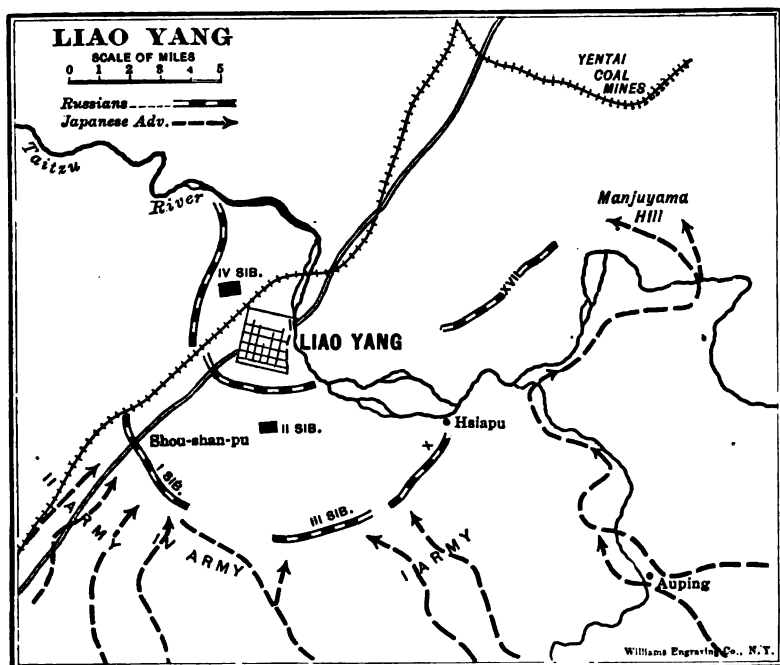 LIAO YANG
SCALE OF MILES
0 1 2 3 4 5
Russians
Japanese Adv.
YENTAI
COAL
MINES
Taitzu
River
Manjuyama
Hill
IV SIB.
XVII
LIAO YANG
Hsiapu
II SIB.
Shou-shan-pu
X
I SIB.
III SIB.
II ARMY
IV ARMY
I ARMY
Auping
Williams Engraving Co., N.Y.